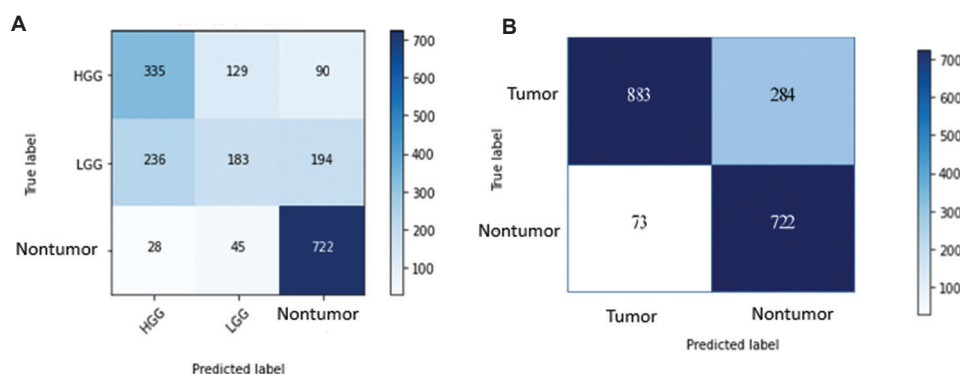 A
HGG
335
129
90
LGG
236
183
194
Nontumor
28
45
722
HGG
LGG
Nontumor
True label
Predicted label
700
600
500
400
300
200
100
B
Tumor
883
284
Nontumor
73
722
Tumor
Nontumor
True label
Predicted label
700
600
500
400
300
200
100